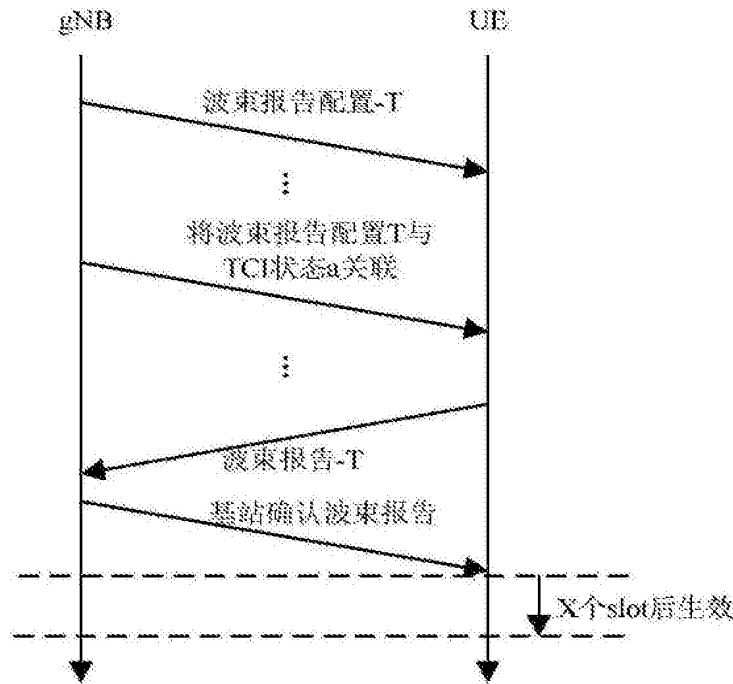 gNB
UE
波束报告配置-T
将波束报告配置T与
TCI状态a关联
波束报告-T
基站确认波束报告
X个slot后生效